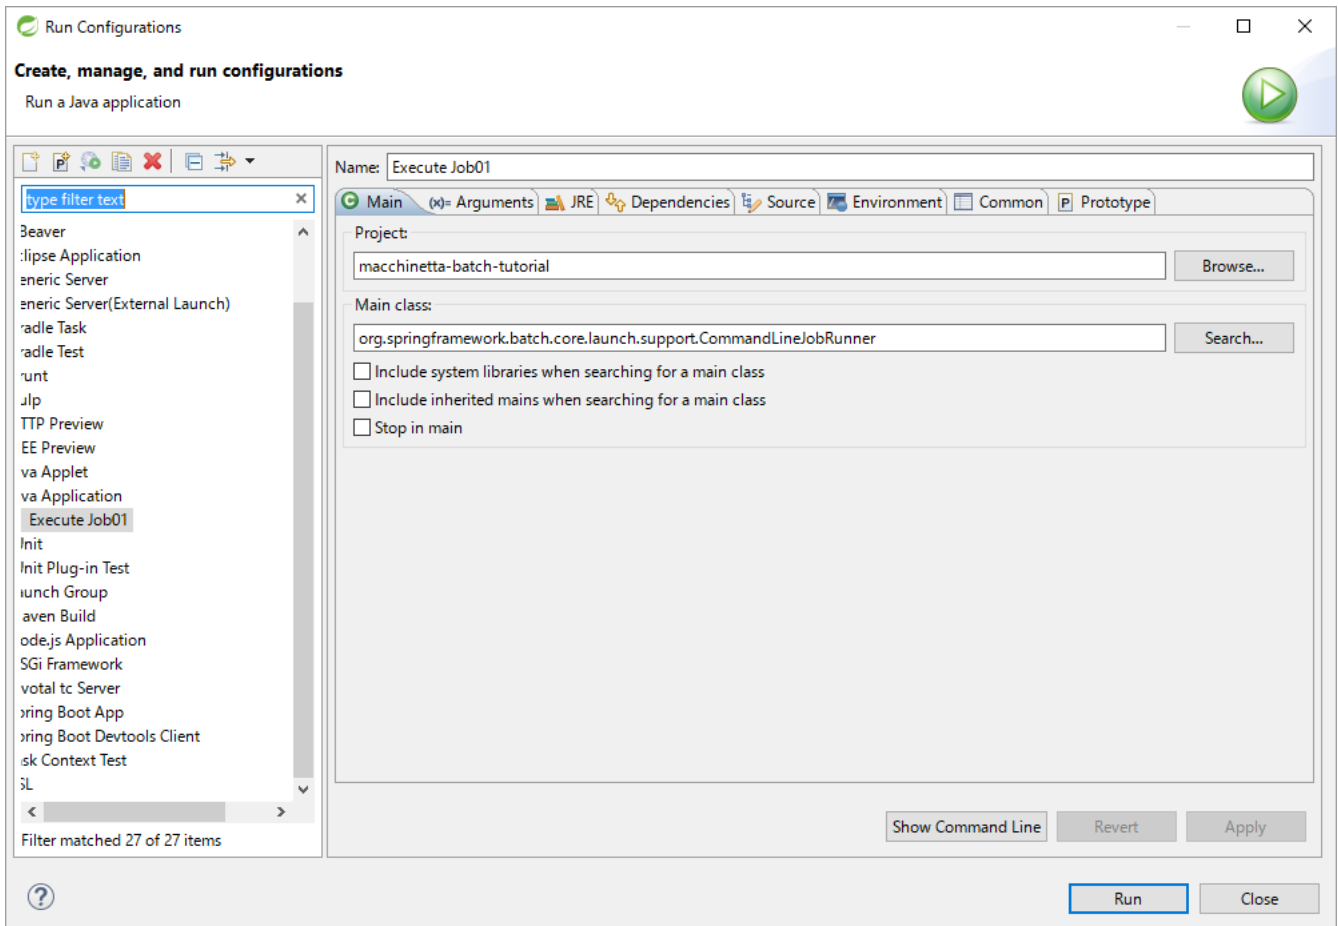 Run Configurations
Create, manage, and run configurations
Run a Java application
type filter text
Beaver
lipse Application
eneric Server
eneric Server(External Launch)
radle Task
radle Test
runt
ulp
TTP Preview
EE Preview
va Applet
va Application
Execute Job01
Jnit
Jnit Plug-in Test
aunch Group
aven Build
ode.js Application
SGi Framework
votal tc Server
pring Boot App
pring Boot Devtools Client
sk Context Test
SL
Filter matched 27 of 27 items
Name: Execute Job01
Main (x)= Arguments JRE Dependencies Source Environment Common P Prototype
Project:
macchinetta-batch-tutorial Browse...
Main class:
org.springframework.batch.core.launch.support.CommandLineJobRunner Search...
Include system libraries when searching for a main class
Include inherited mains when searching for a main class
Stop in main
Show Command Line Revert Apply
Run Close